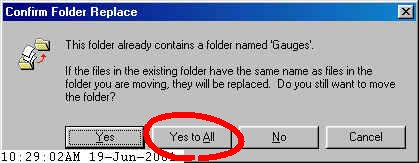 Confirm Folder Replace
This folder already contains a folder named 'Gauges'.
If the files in the existing folder have the same name as files in the
folder you are moving, they will be replaced. Do you still want to move
the folder?
Yes Yes to All No Cancel
10:29:02AM 19-Jun-200